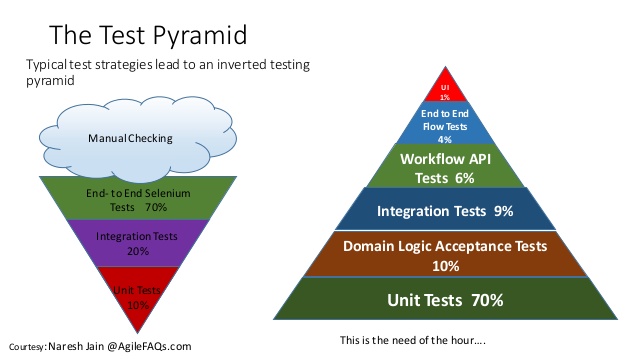 The Test Pyramid
Typical test strategies lead to an inverted testing
pyramid
Manual Checking
End- to End Selenium
Tests 70%
Integration Tests
20%
Unit Tests
10%
UI
1%
End to End
Flow Tests
4%
Workflow API
Tests 6%
Integration Tests 9%
Domain Logic Acceptance Tests
10%
Unit Tests 70%
Courtesy: Naresh Jain @AgileFAQs.com
This is the need of the hour....